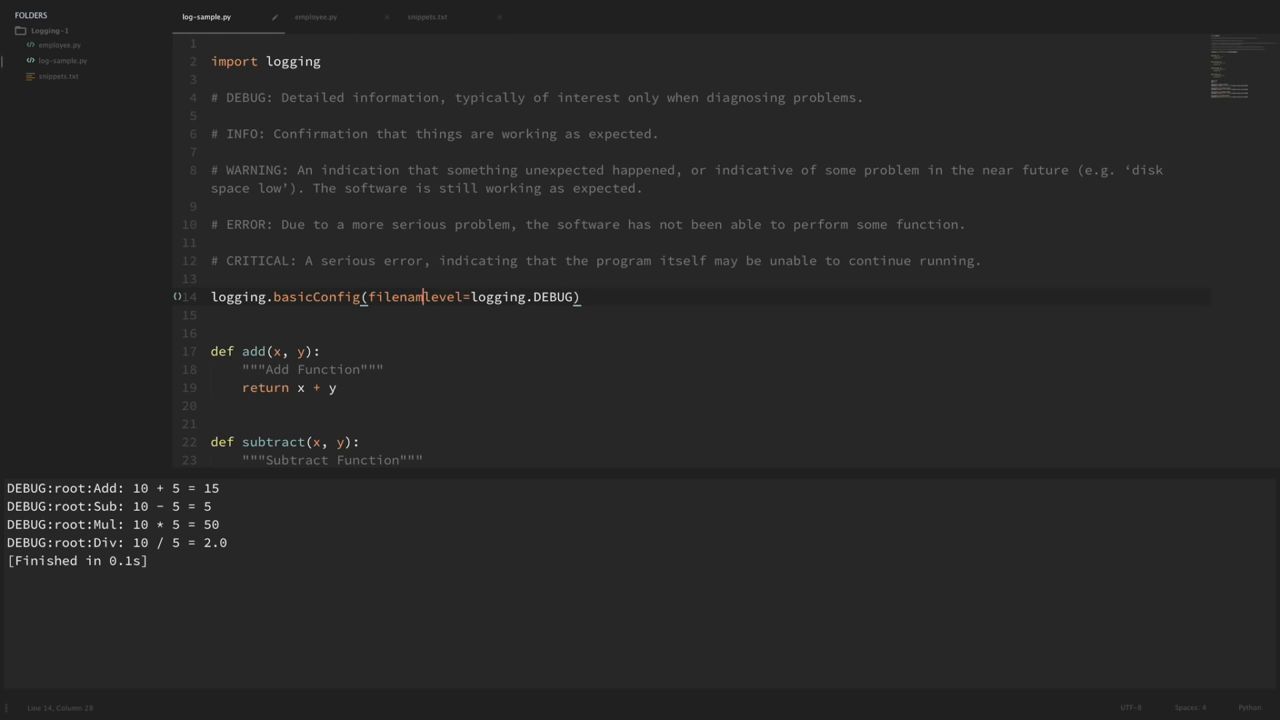 FOLDERS
Logging-1
employee.py
log-sample.py
snippets.txt
log-sample.py
employee.py
snippets.txt
1
2 import logging
3
4 # DEBUG: Detailed information, typically of interest only when diagnosing problems.
5
6 # INFO: Confirmation that things are working as expected.
7
8 # WARNING: An indication that something unexpected happened, or indicative of some problem in the near future (e.g. ‘disk
space low’). The software is still working as expected.
9
10 # ERROR: Due to a more serious problem, the software has not been able to perform some function.
11
12 # CRITICAL: A serious error, indicating that the program itself may be unable to continue running.
13
14 logging.basicConfig(filenamlevel=logging.DEBUG)
15
16
17 def add(x, y):
18 """Add Function"""
19 return x + y
20
21
22 def subtract(x, y):
23 """Subtract Function"""
DEBUG:root:Add: 10 + 5 = 15
DEBUG:root:Sub: 10 - 5 = 5
DEBUG:root:Mul: 10 * 5 = 50
DEBUG:root:Div: 10 / 5 = 2.0
[Finished in 0.1s]
Line 14, Column 28
UTF-8
Spaces: 4
Python